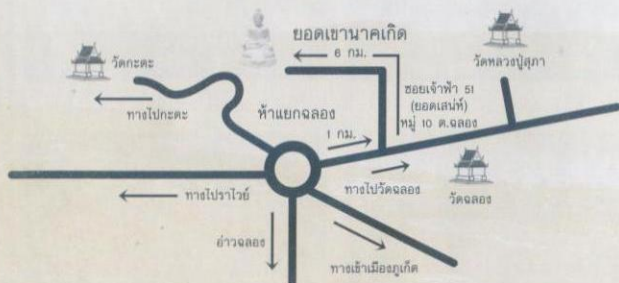 ยอดเขานาคเกิด
6 กม.
วัดกะตะ
วัดหลวงปู่สุภา
ซอยเจ้าฟ้า 51
(ยอดเสน่ห์)
หมู่ 10 ต.ฉลอง
ทางไปกะตะ
ห้าแยกฉลอง
1 กม.
ทางไปราไวย์
ทางไปวัดฉลอง
วัดฉลอง
อ่าวฉลอง
ทางเข้าเมืองภูเก็ต